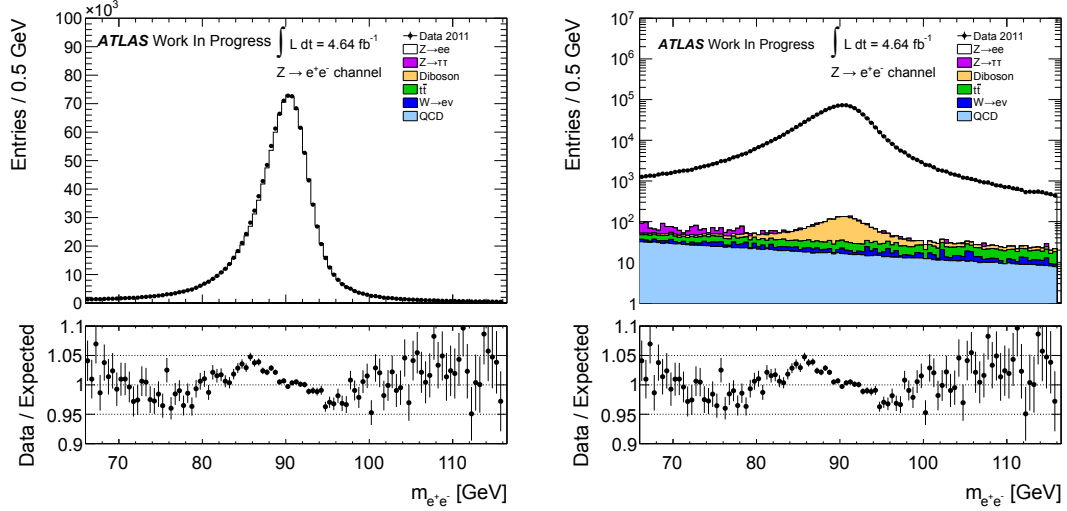 ×10³
100
90
80
70
60
50
40
30
20
10
0
Entries / 0.5 GeV
ATLAS Work In Progress
∫ L dt = 4.64 fb⁻¹
Z → e⁺e⁻ channel
Data 2011
Z→ee
Z→ττ
Diboson
tt̄
W→eν
QCD
1.1
1.05
1
0.95
0.9
Data / Expected
70 80 90 100 110
m_e⁺e⁻ [GeV]
10⁷
10⁶
10⁵
10⁴
10³
10²
10
1
Entries / 0.5 GeV
ATLAS Work In Progress
∫ L dt = 4.64 fb⁻¹
Z → e⁺e⁻ channel
Data 2011
Z→ee
Z→ττ
Diboson
tt̄
W→eν
QCD
1.1
1.05
1
0.95
0.9
Data / Expected
70 80 90 100 110
m_e⁺e⁻ [GeV]